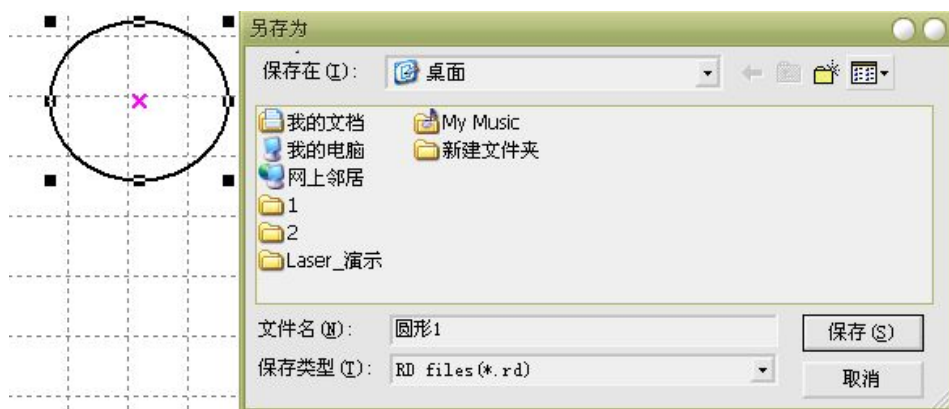 另存为
保存在(I): 桌面
我的文档 My Music
我的电脑 新建文件夹
网上邻居
1
2
Laser_演示
文件名(N): 圆形1 保存(S)
保存类型(T): RD files(*.rd) 取消